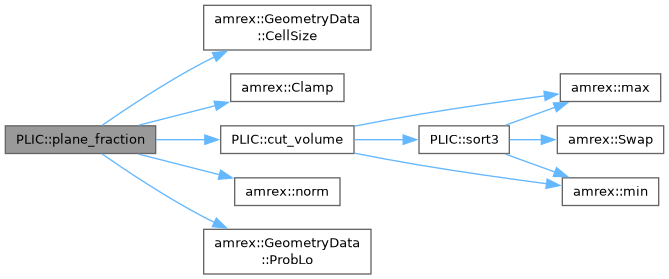 PLIC::plane_fraction
amrex::GeometryData
::CellSize
amrex::Clamp
PLIC::cut_volume
amrex::norm
amrex::GeometryData
::ProbLo
PLIC::sort3
amrex::max
amrex::Swap
amrex::min